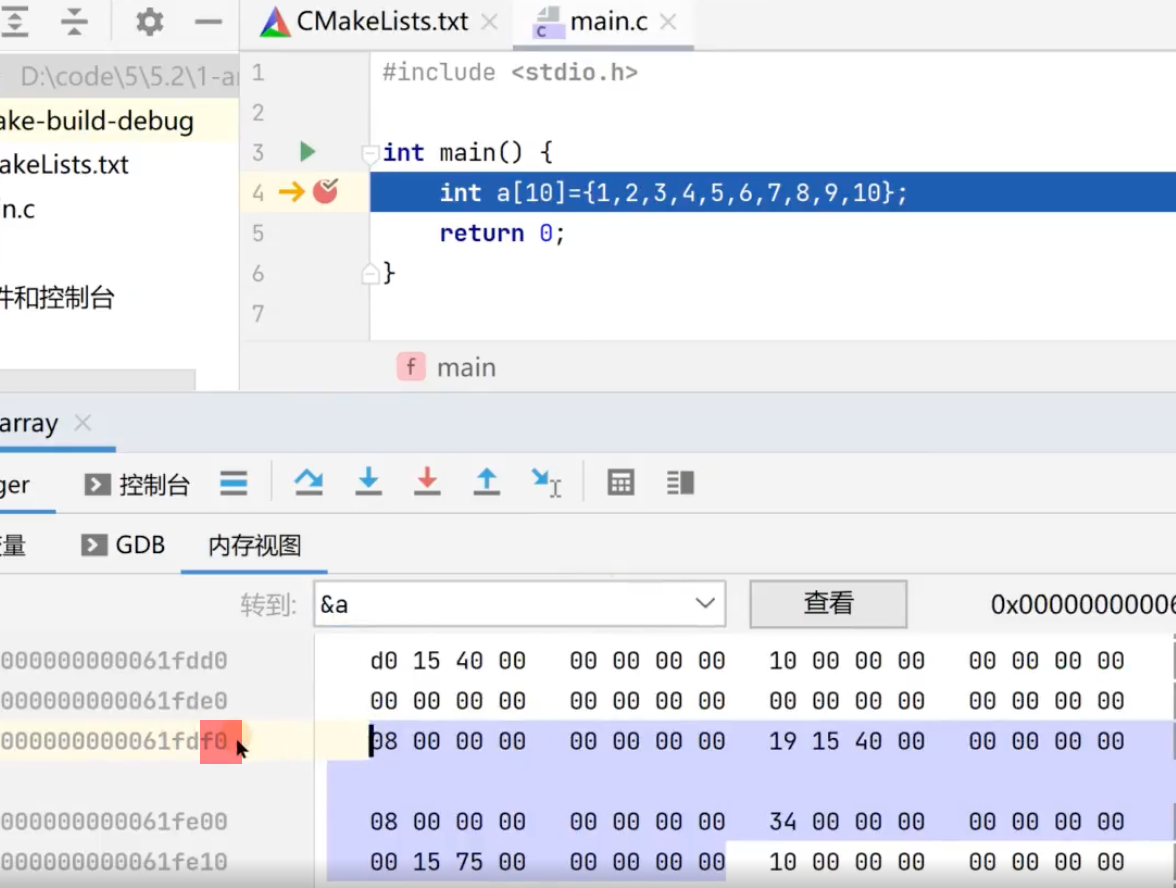 CMakeLists.txt main.c
D:\code\5\5.2\1-ar
1 #include <stdio.h>
ake-build-debug
2
akeLists.txt
3 int main() {
n.c
4 int a[10]={1,2,3,4,5,6,7,8,9,10};
5 return 0;
6 }
件和控制台
7
f main
array
ger 控制台
变量 GDB 内存视图
转到: &a 查看 0x00000000006
000000000061fdd0 d0 15 40 00 00 00 00 00 10 00 00 00 00 00 00 00
000000000061fde0 00 00 00 00 00 00 00 00 00 00 00 00 00 00 00 00
000000000061fdf0 08 00 00 00 00 00 00 00 19 15 40 00 00 00 00 00
000000000061fe00 08 00 00 00 00 00 00 00 34 00 00 00 00 00 00 00
000000000061fe10 00 15 75 00 00 00 00 00 10 00 00 00 00 00 00 00